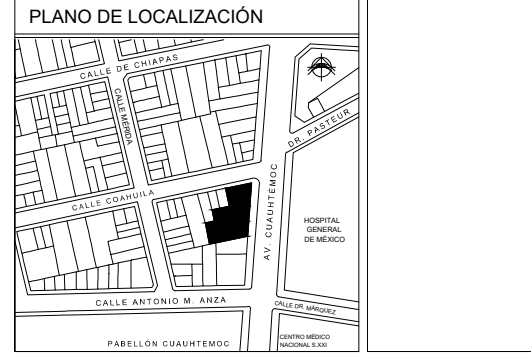 PLANO DE LOCALIZACIÓN
CALLE DE CHIAPAS
CALLE MÉRIDA
DR. PASTEUR
CALLE COAHUILA
AV. CUAUHTÉMOC
HOSPITAL
GENERAL
DE MÉXICO
CALLE ANTONIO M. ANZA
CALLE DR. MÁRQUEZ
PABELLÓN CUAUHTEMOC
CENTRO MÉDICO
NACIONAL S.XXI